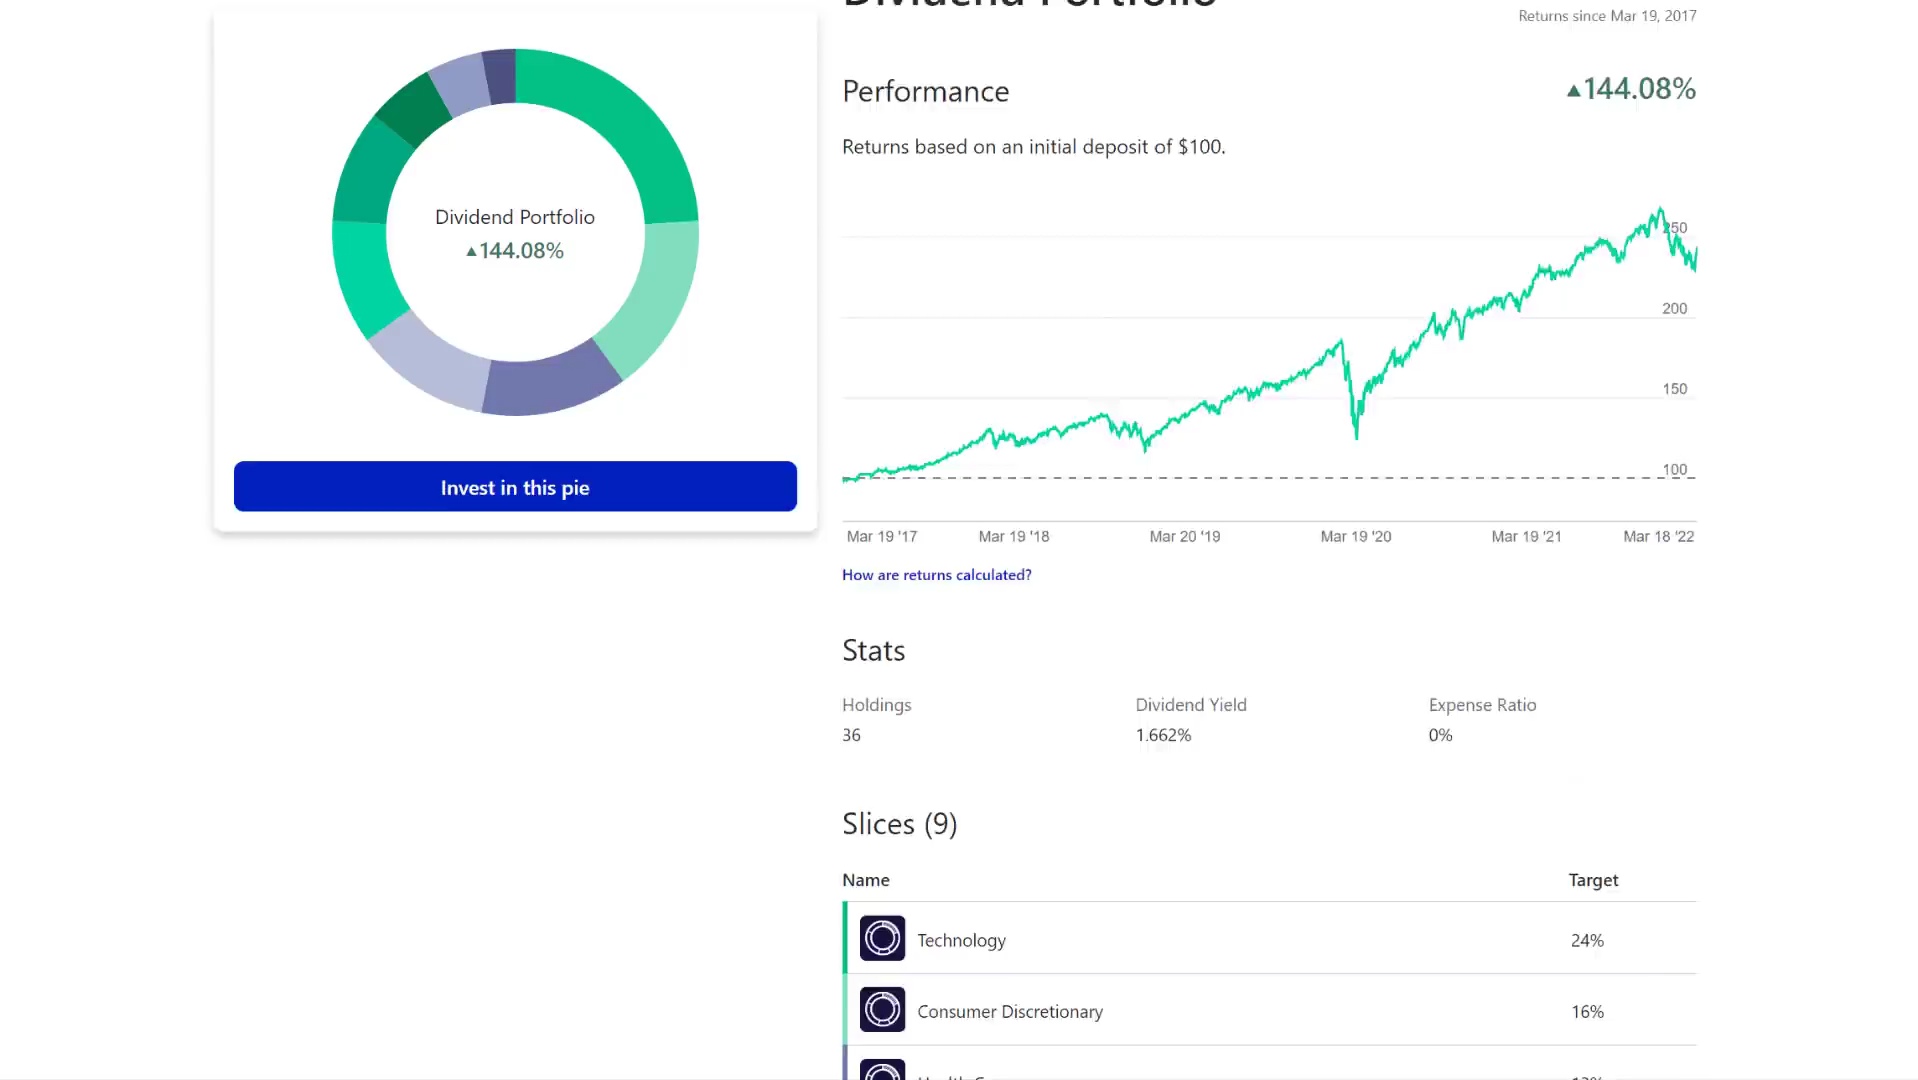 Dividend Portfolio
Returns since Mar 19, 2017
Dividend Portfolio
▲144.08%
Invest in this pie
Performance
▲144.08%
Returns based on an initial deposit of $100.
250
200
150
100
Mar 19 '17
Mar 19 '18
Mar 20 '19
Mar 19 '20
Mar 19 '21
Mar 18 '22
How are returns calculated?
Stats
Holdings
Dividend Yield
Expense Ratio
36
1.662%
0%
Slices (9)
Name
Target
Technology
24%
Consumer Discretionary
16%